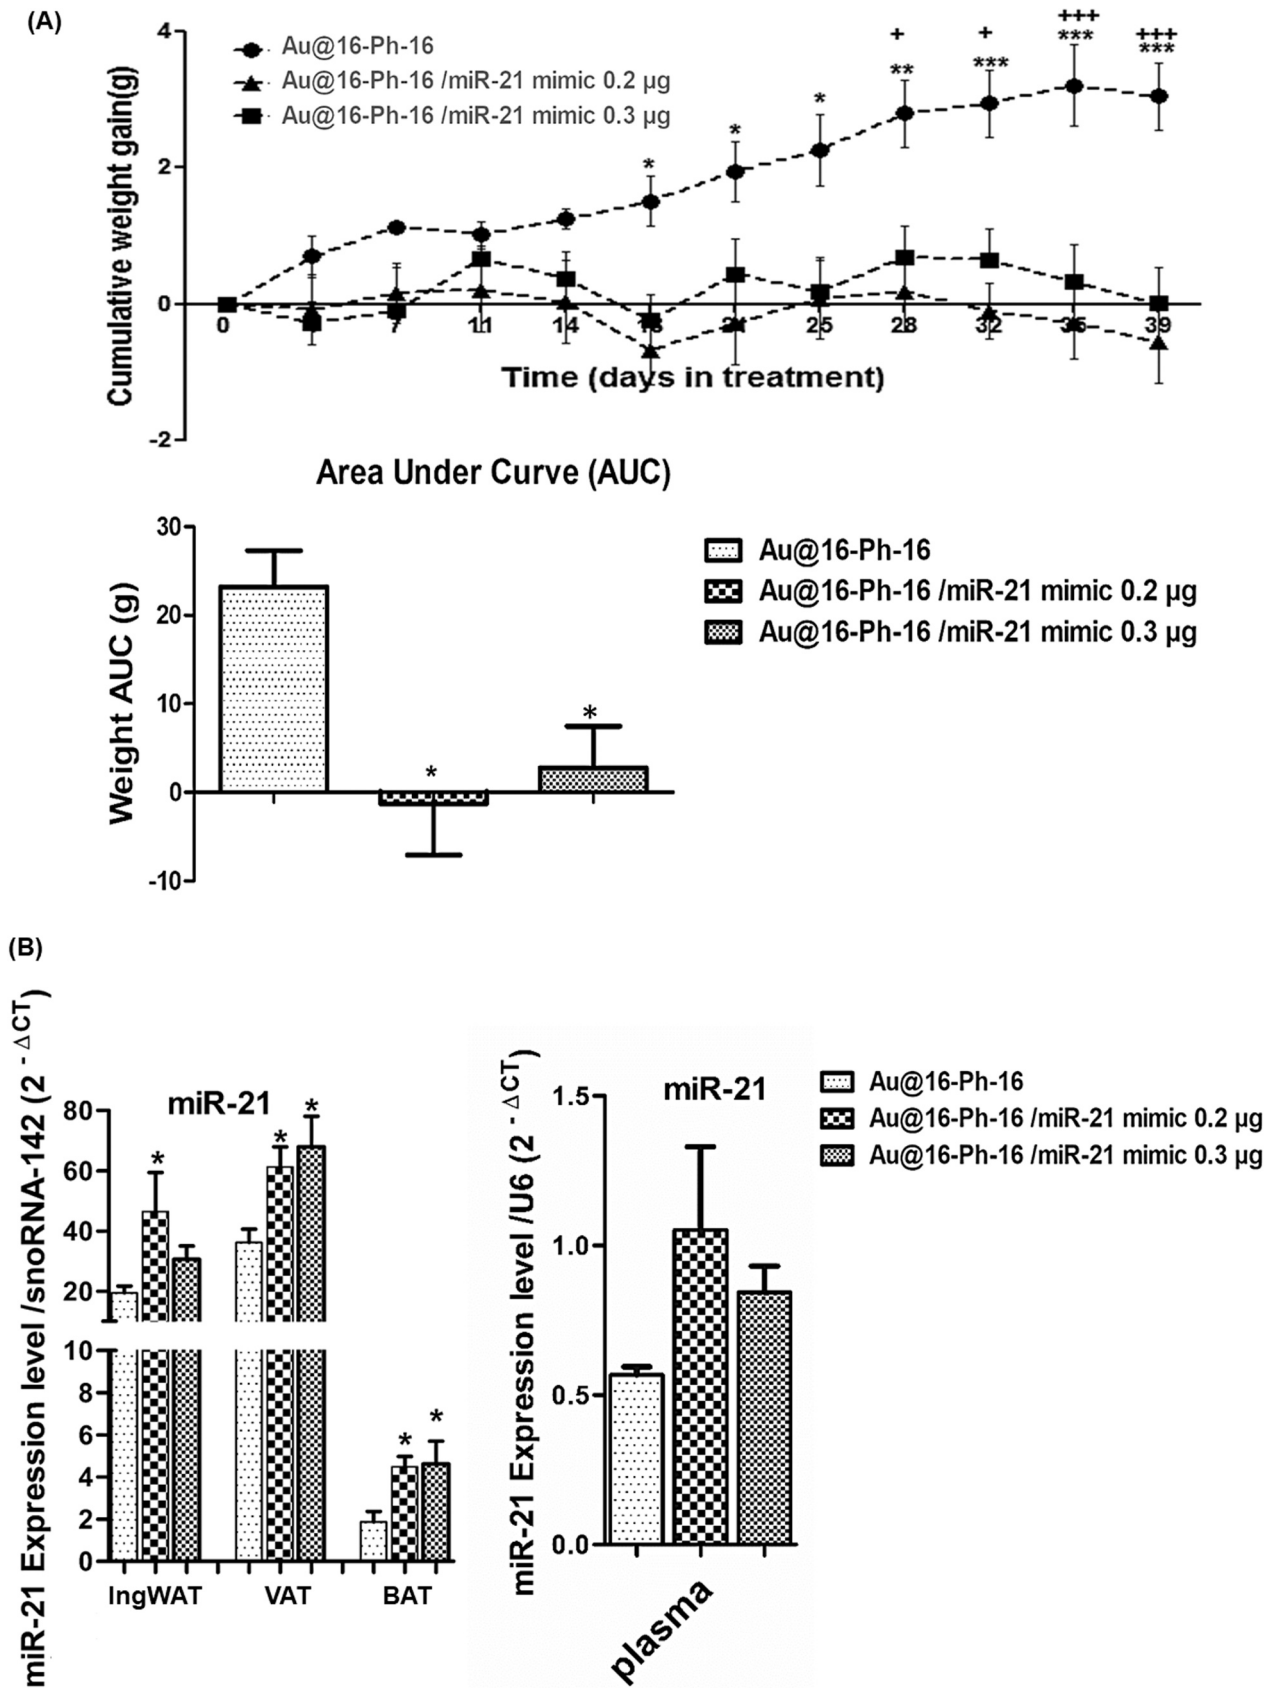 (A)
Cumulative weight gain(g)
4
2
0
-2
Au@16-Ph-16
Au@16-Ph-16 /miR-21 mimic 0.2 µg
Au@16-Ph-16 /miR-21 mimic 0.3 µg
* * * ** *** *** ***
+ + +++ +++
0 7 11 14 25 28 32 39
Time (days in treatment)
Area Under Curve (AUC)
Weight AUC (g)
30
20
10
0
-10
* *
Au@16-Ph-16
Au@16-Ph-16 /miR-21 mimic 0.2 µg
Au@16-Ph-16 /miR-21 mimic 0.3 µg
(B)
miR-21 Expression level /snoRNA-142 (2 - ΔCT)
miR-21
80
60
40
20
10
8
6
4
2
0
* * * * *
IngWAT VAT BAT
miR-21 Expression level /U6 (2 - ΔCT)
miR-21
1.5
1.0
0.5
0.0
plasma
Au@16-Ph-16
Au@16-Ph-16 /miR-21 mimic 0.2 µg
Au@16-Ph-16 /miR-21 mimic 0.3 µg